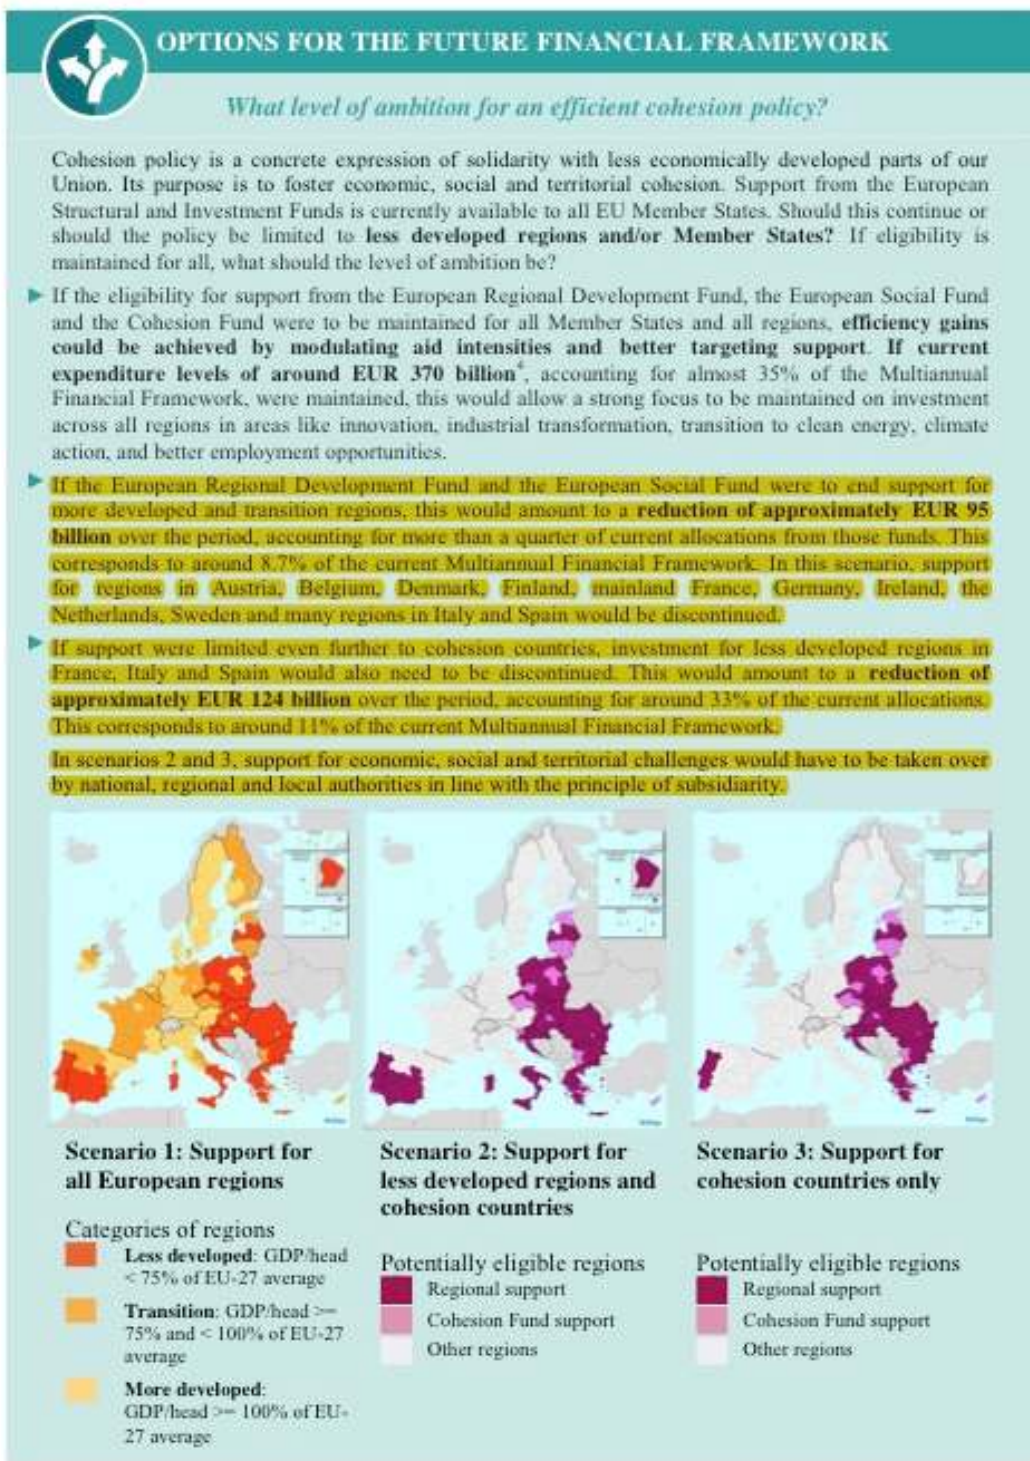 OPTIONS FOR THE FUTURE FINANCIAL FRAMEWORK
What level of ambition for an efficient cohesion policy?
Cohesion policy is a concrete expression of solidarity with less economically developed parts of our
Union. Its purpose is to foster economic, social and territorial cohesion. Support from the European
Structural and Investment Funds is currently available to all EU Member States. Should this continue or
should the policy be limited to less developed regions and/or Member States? If eligibility is
maintained for all, what should the level of ambition be?
If the eligibility for support from the European Regional Development Fund, the European Social Fund
and the Cohesion Fund were to be maintained for all Member States and all regions, efficiency gains
could be achieved by modulating aid intensities and better targeting support. If current
expenditure levels of around EUR 370 billion, accounting for almost 35% of the Multiannual
Financial Framework, were maintained, this would allow a strong focus to be maintained on investment
across all regions in areas like innovation, industrial transformation, transition to clean energy, climate
action, and better employment opportunities.
If the European Regional Development Fund and the European Social Fund were to end support for
more developed and transition regions, this would amount to a reduction of approximately EUR 95
billion over the period, accounting for more than a quarter of current allocations from those funds. This
corresponds to around 8.7% of the current Multiannual Financial Framework. In this scenario, support
for regions in Austria, Belgium, Denmark, Finland, mainland France, Germany, Ireland, the
Netherlands, Sweden and many regions in Italy and Spain would be discontinued.
If support were limited even further to cohesion countries, investment for less developed regions in
France, Italy and Spain would also need to be discontinued. This would amount to a reduction of
approximately EUR 124 billion over the period, accounting for around 33% of the current allocations.
This corresponds to around 11% of the current Multiannual Financial Framework.
In scenarios 2 and 3, support for economic, social and territorial challenges would have to be taken over
by national, regional and local authorities in line with the principle of subsidiarity.
Scenario 1: Support for
all European regions
Categories of regions
Less developed: GDP/head
< 75% of EU-27 average
Transition: GDP/head >=
75% and < 100% of EU-27
average
More developed:
GDP/head >= 100% of EU-
27 average
Scenario 2: Support for
less developed regions and
cohesion countries
Potentially eligible regions
Regional support
Cohesion Fund support
Other regions
Scenario 3: Support for
cohesion countries only
Potentially eligible regions
Regional support
Cohesion Fund support
Other regions